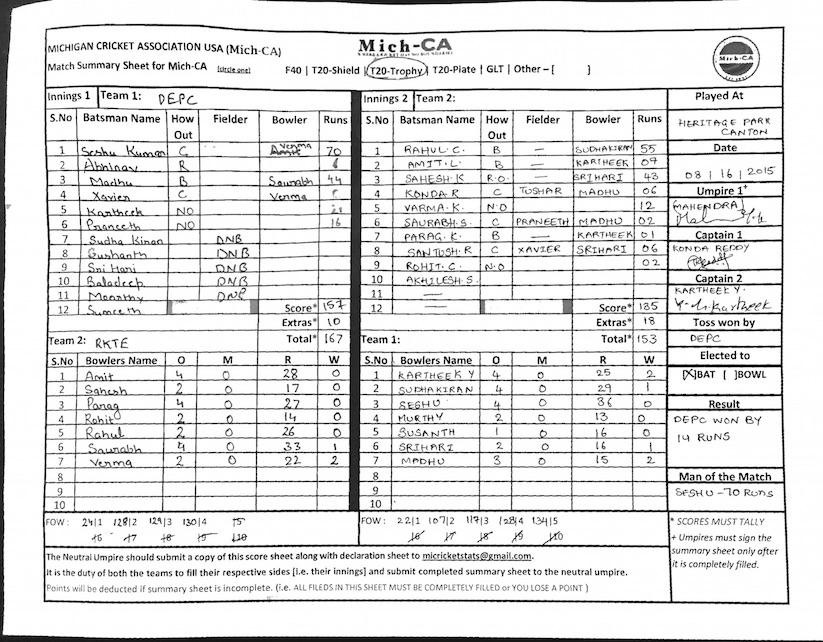 MICHIGAN CRICKET ASSOCIATION USA (Mich-CA)
Mich-CA
Mich-CA
Match Summary Sheet for Mich-CA (circle one) F40 | T20-Shield | T20-Trophy | T20-Plate | GLT | Other – [ ]
Innings 1 Team 1: DEPC
S.No Batsman Name How Out Fielder Bowler Runs
1 Seshu Kumar C Verma 70
2 Abhinav R
3 Madhu B Saurabh 44
4 Xavier C Verma
5 Kartheek NO
6 Praneeth NO 16
7 Sudha Kiran DNB
8 Sushanth DNB
9 Sri Hari DNB
10 Baladeep DNB
11 Moorthy DNB
12 Sumeeth Score* 157
Extras* 10
Team 2: RKTE Total* 167
S.No Bowlers Name O M R W
1 Amit 4 0 28 0
2 Sahesh 2 0 17 0
3 Parag 4 0 27 0
4 Rohit 2 0 14 0
5 Rahul 2 0 26 0
6 Saurabh 4 0 33 1
7 Verma 2 0 22 2
8
9
10
FOW: 24/1 128/2 129/3 130/4 /5
/6 /7 /8 /9 /10
Innings 2 Team 2:
S.No Batsman Name How Out Fielder Bowler Runs
1 RAHUL. C. B — SUDHAKIRAN 55
2 AMIT. L. B — KARTHEEK 07
3 SAHESH. K R.O. — SRIHARI 43
4 KONDA. R C TUSHAR MADHU 06
5 VARMA. K. N.O 12
6 SAURABH. S. C PRANEETH MADHU 02
7 PARAG. K. B — KARTHEEK 01
8 SANTOSH. R C XAVIER SRIHARI 06
9 ROHIT. C. N.O 02
10 AKHILESH. S.
11 —
12 — Score* 135
Extras* 18
Team 1: Total* 153
S.No Bowlers Name O M R W
1 KARTHEEK Y 4 0 25 2
2 SUDHAKIRAN 4 0 29 1
3 SESHU 4 0 36 0
4 MURTHY 2 0 13 0
5 SUSANTH 1 0 16 0
6 SRIHARI 2 0 16 1
7 MADHU 3 0 15 2
8
9
10
FOW: 22/1 107/2 117/3 128/4 134/5
/6 /7 /8 /9 /10
Played At
HERITAGE PARK
CANTON
Date
08 | 16 | 2015
Umpire 1+
MAHENDRA
Captain 1
KONDA REDDY
Captain 2
KARTHEEK Y.
Y. Kartheek
Toss won by
DEPC
Elected to
[X]BAT [ ]BOWL
Result
DEPC WON BY
14 RUNS
Man of the Match
SESHU – 70 RUNS
* SCORES MUST TALLY
+ Umpires must sign the
summary sheet only after
it is completely filled.
The Neutral Umpire should submit a copy of this score sheet along with declaration sheet to micricketstats@gmail.com.
It is the duty of both the teams to fill their respective sides [i.e. their innings] and submit completed summary sheet to the neutral umpire.
Points will be deducted if summary sheet is incomplete. (i.e. ALL FILEDS IN THIS SHEET MUST BE COMPLETELY FILLED or YOU LOSE A POINT )